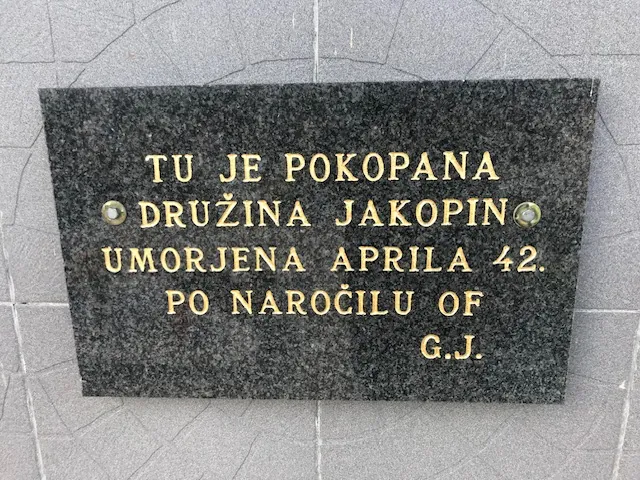 TU JE POKOPANA
DRUŽINA JAKOPIN
UMORJENA APRILA 42.
PO NAROČILU OF
G.J.